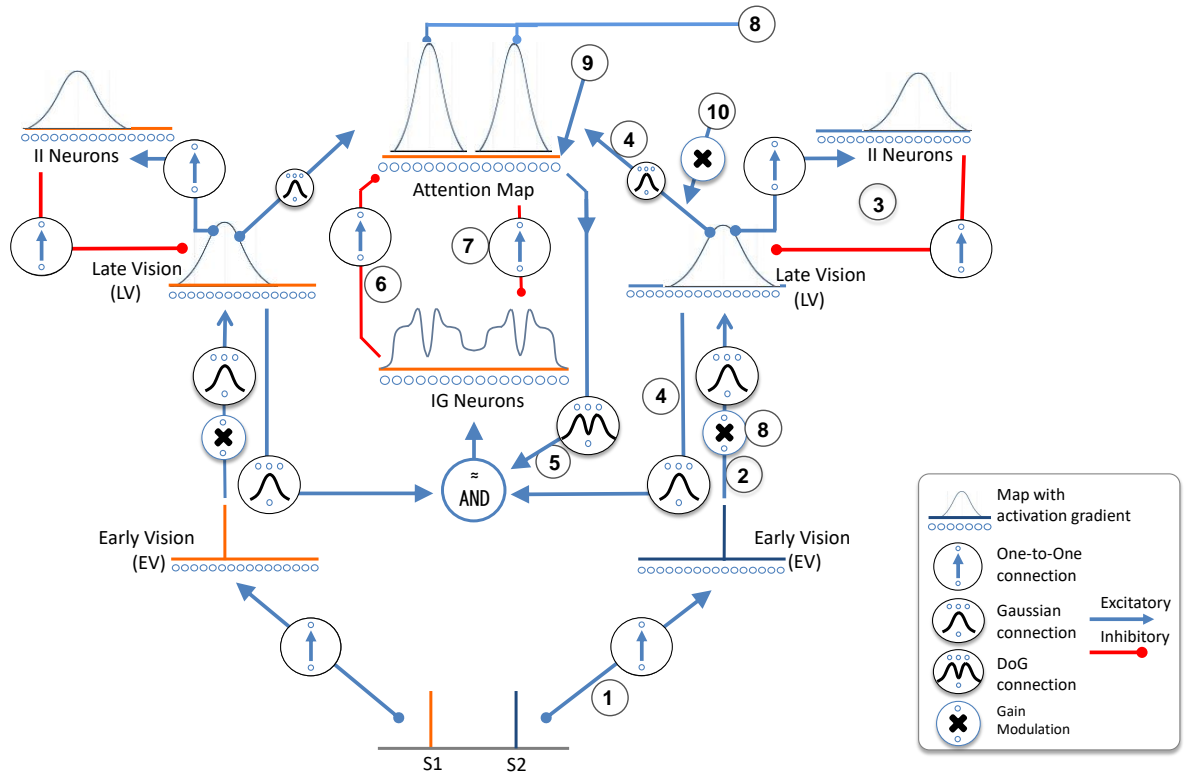 8
9
10
4
II Neurons
II Neurons
Attention Map
3
7
6
Late Vision
(LV)
Late Vision
(LV)
IG Neurons
4
8
5
2
≈
AND
Early Vision
(EV)
Early Vision
(EV)
1
S1
S2
Map with
activation gradient
One-to-One
connection
Gaussian
connection
DoG
connection
Gain
Modulation
Excitatory
Inhibitory